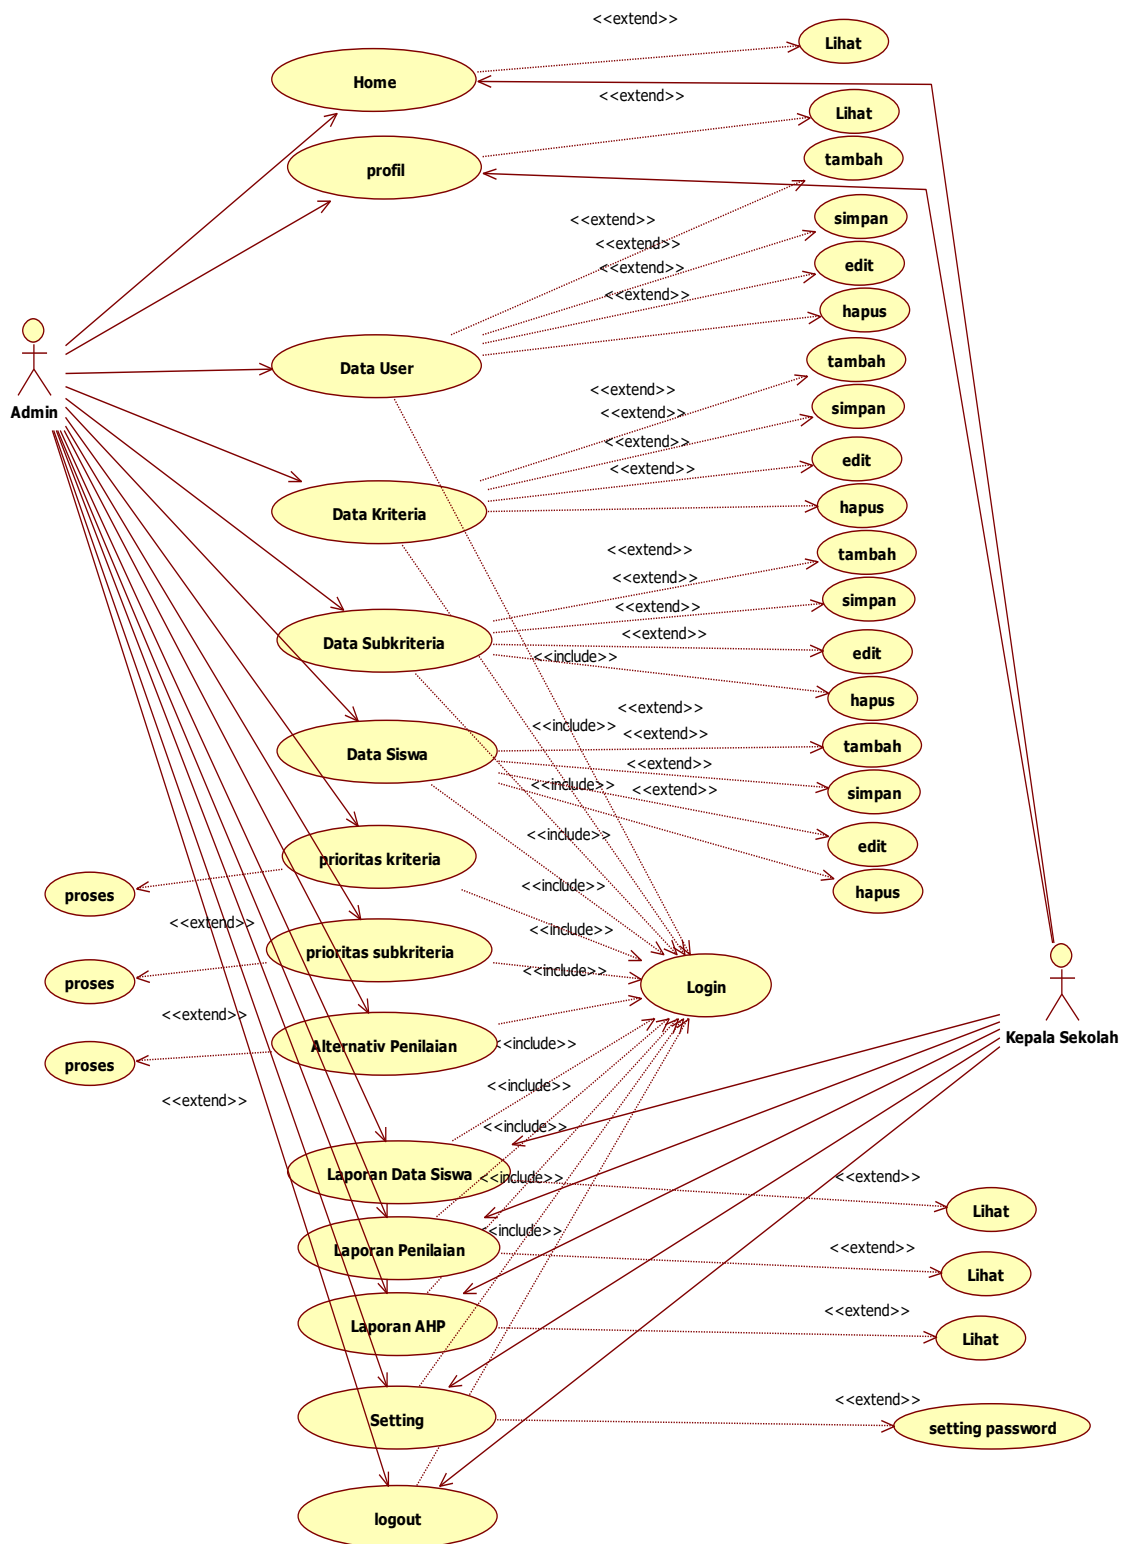 <<extend>>
Lihat
Home
<<extend>>
Lihat
profil
tambah
<<extend>>
simpan
<<extend>>
edit
<<extend>>
<<extend>>
hapus
Data User
tambah
Admin
<<extend>>
<<extend>>
simpan
<<extend>>
edit
<<extend>>
hapus
Data Kriteria
<<extend>>
tambah
<<extend>>
simpan
<<extend>>
Data Subkriteria
edit
<<include>>
hapus
<<extend>>
<<include>>
<<extend>>
tambah
Data Siswa
<<extend>>
<<include>>
<<extend>>
simpan
<<include>>
edit
prioritas kriteria
<<include>>
hapus
proses
<<extend>>
<<include>>
prioritas subkriteria
<<include>>
proses
Login
<<extend>>
Kepala Sekolah
Alternativ Penilaian
<<include>>
proses
<<include>>
<<extend>>
<<include>>
Laporan Data Siswa
<<include>>
<<extend>>
Lihat
<<include>>
Laporan Penilaian
<<extend>>
Lihat
<<extend>>
Laporan AHP
Lihat
<<extend>>
Setting
setting password
logout